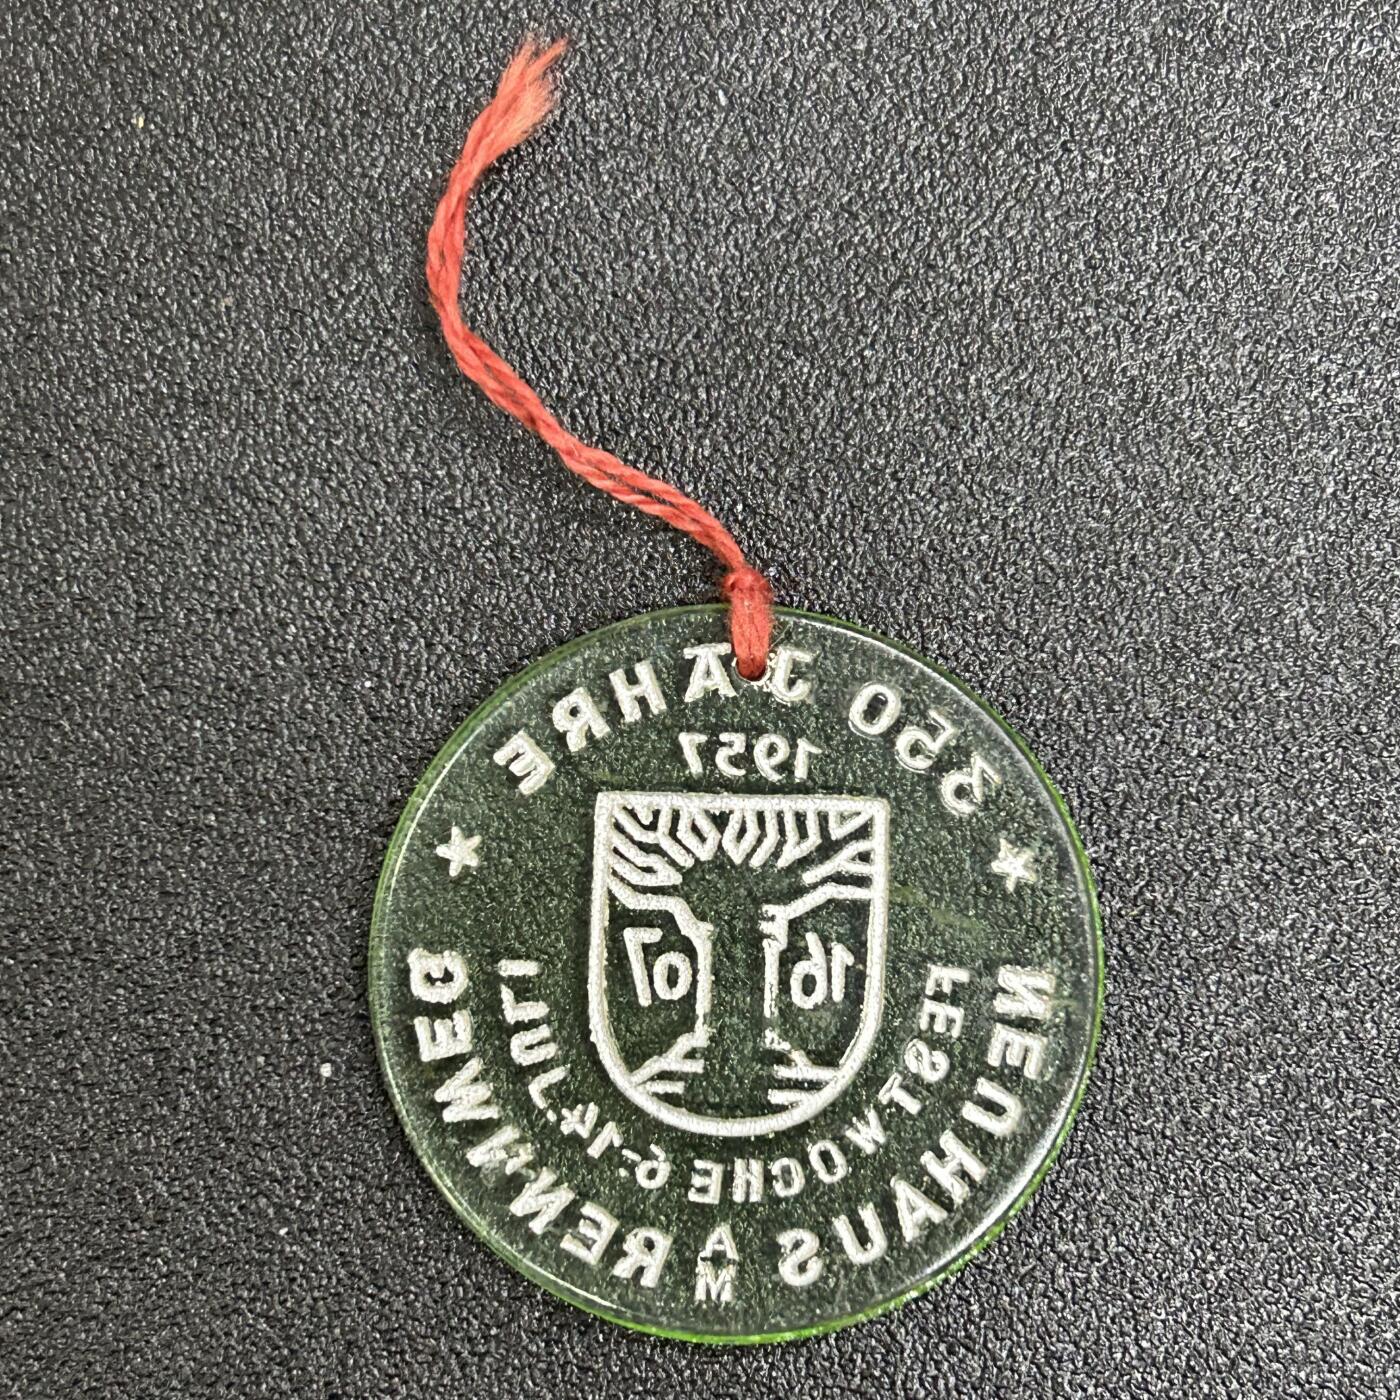 350 JAHRE
1957
16 07
FESTWOCHE 6.-14. JULI
NEUHAUS AM RENNWEG